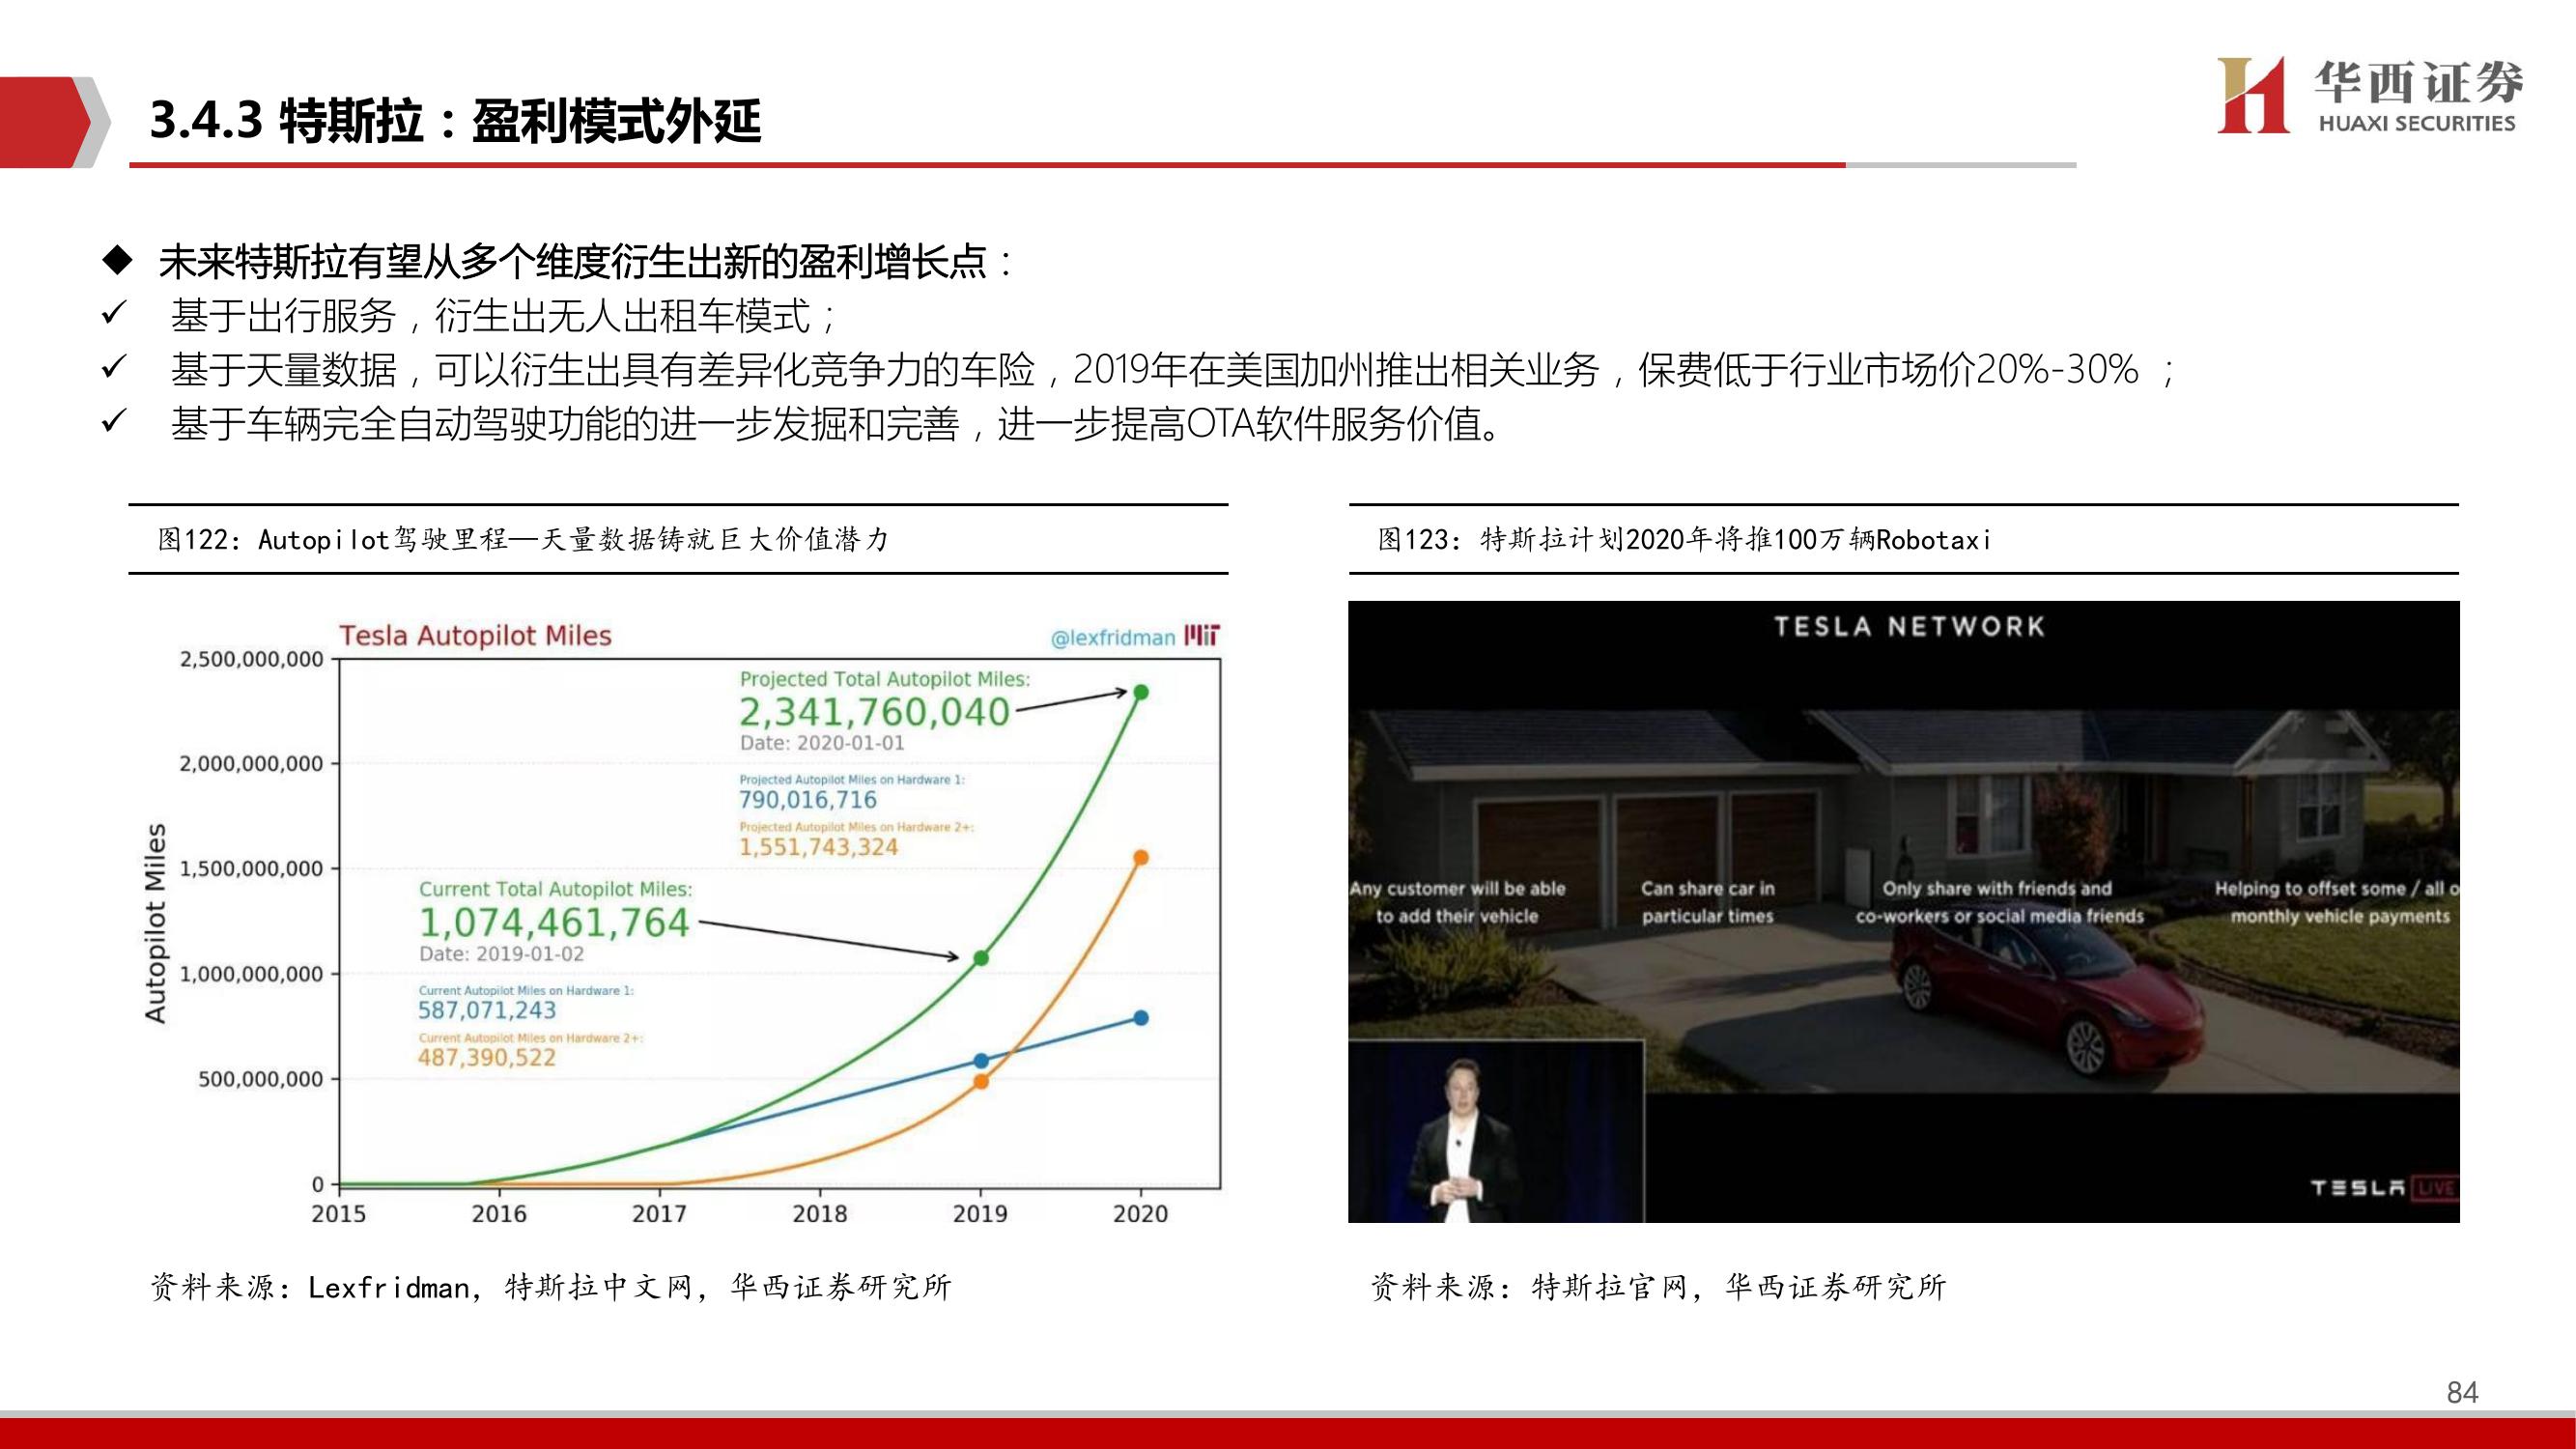 3.4.3 特斯拉：盈利模式外延
华西证券
HUAXI SECURITIES
◆ 未来特斯拉有望从多个维度衍生出新的盈利增长点：
✓ 基于出行服务，衍生出无人出租车模式；
✓ 基于天量数据，可以衍生出具有差异化竞争力的车险，2019年在美国加州推出相关业务，保费低于行业市场价20%-30% ；
✓ 基于车辆完全自动驾驶功能的进一步发掘和完善，进一步提高OTA软件服务价值。
图122：Autopilot驾驶里程—天量数据铸就巨大价值潜力
Tesla Autopilot Miles
@lexfridman MIT
Autopilot Miles
2,500,000,000
2,000,000,000
1,500,000,000
1,000,000,000
500,000,000
0
Projected Total Autopilot Miles:
2,341,760,040
Date: 2020-01-01
Projected Autopilot Miles on Hardware 1:
790,016,716
Projected Autopilot Miles on Hardware 2+:
1,551,743,324
Current Total Autopilot Miles:
1,074,461,764
Date: 2019-01-02
Current Autopilot Miles on Hardware 1:
587,071,243
Current Autopilot Miles on Hardware 2+:
487,390,522
2015 2016 2017 2018 2019 2020
资料来源：Lexfridman，特斯拉中文网，华西证券研究所
图123：特斯拉计划2020年将推100万辆Robotaxi
TESLA NETWORK
Any customer will be able
to add their vehicle
Can share car in
particular times
Only share with friends and
co-workers or social media friends
Helping to offset some / all o
monthly vehicle payments
TESLA LIVE
资料来源：特斯拉官网，华西证券研究所
84